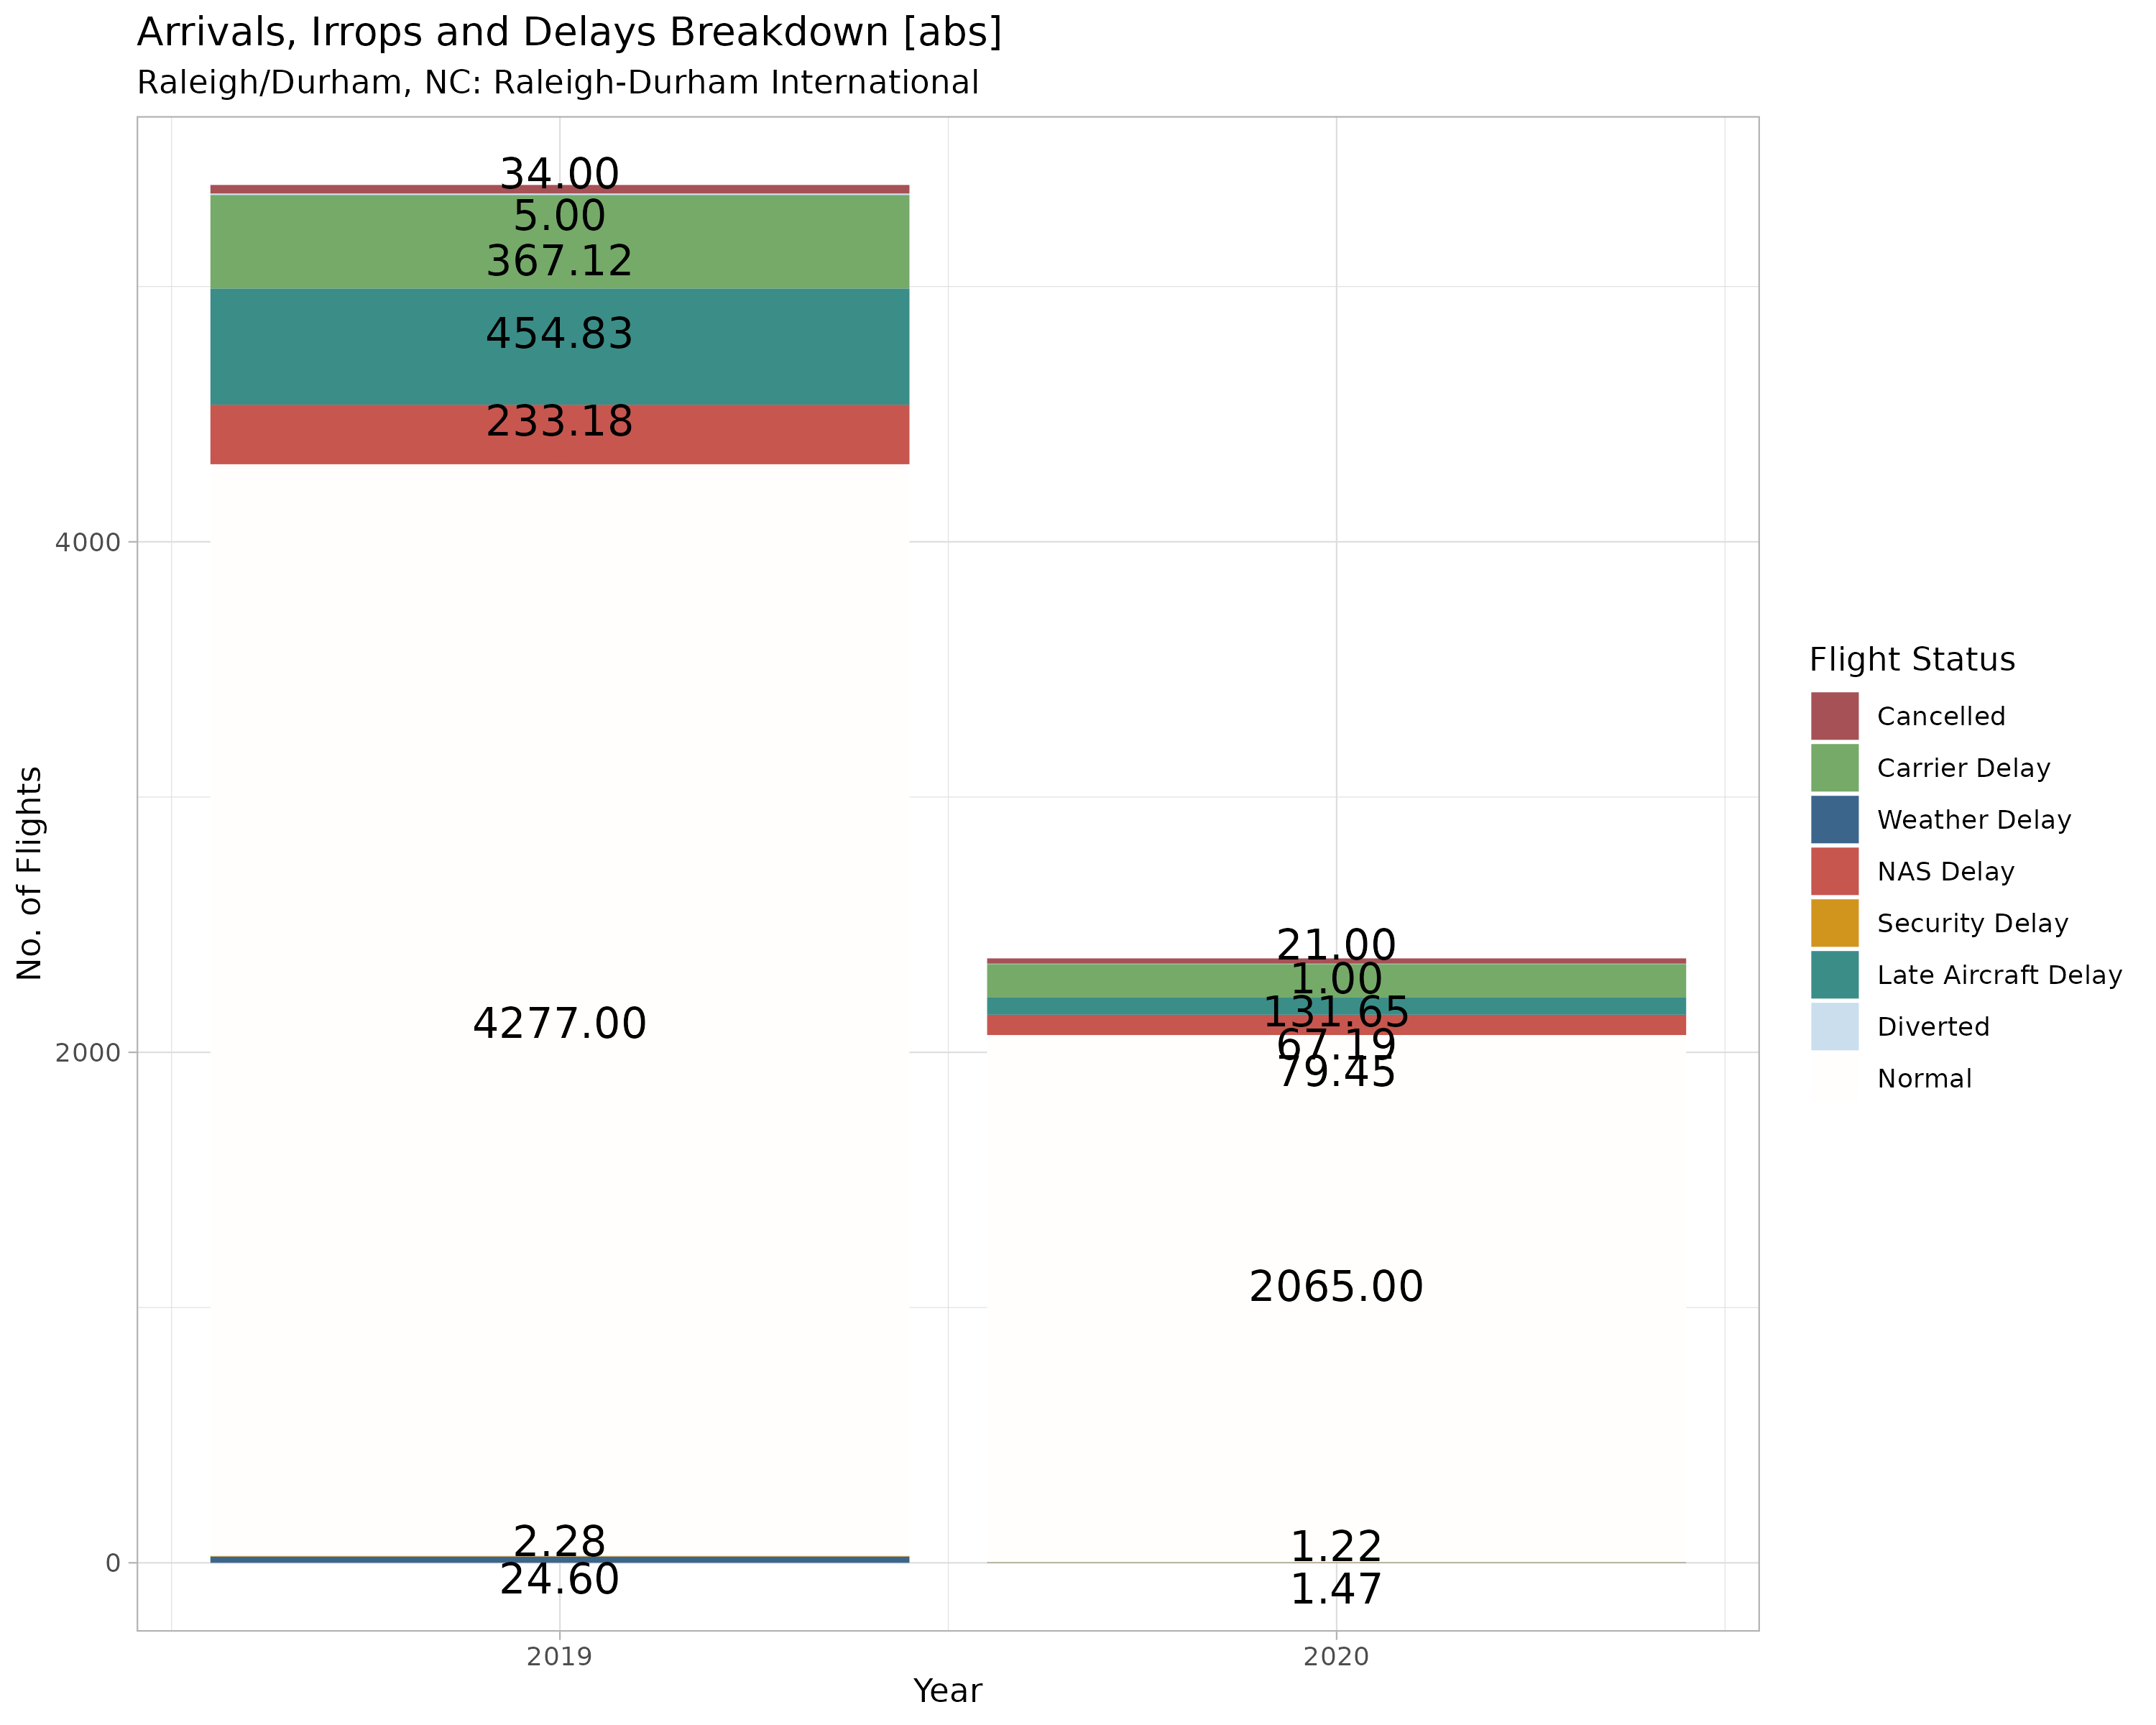 Arrivals, Irrops and Delays Breakdown [abs]
Raleigh/Durham, NC: Raleigh-Durham International
No. of Flights
4000
2000
0
34.00
5.00
367.12
454.83
233.18
4277.00
2.28
24.60
21.00
1.00
131.65
67.19
79.45
2065.00
1.22
1.47
2019
2020
Year
Flight Status
Cancelled
Carrier Delay
Weather Delay
NAS Delay
Security Delay
Late Aircraft Delay
Diverted
Normal